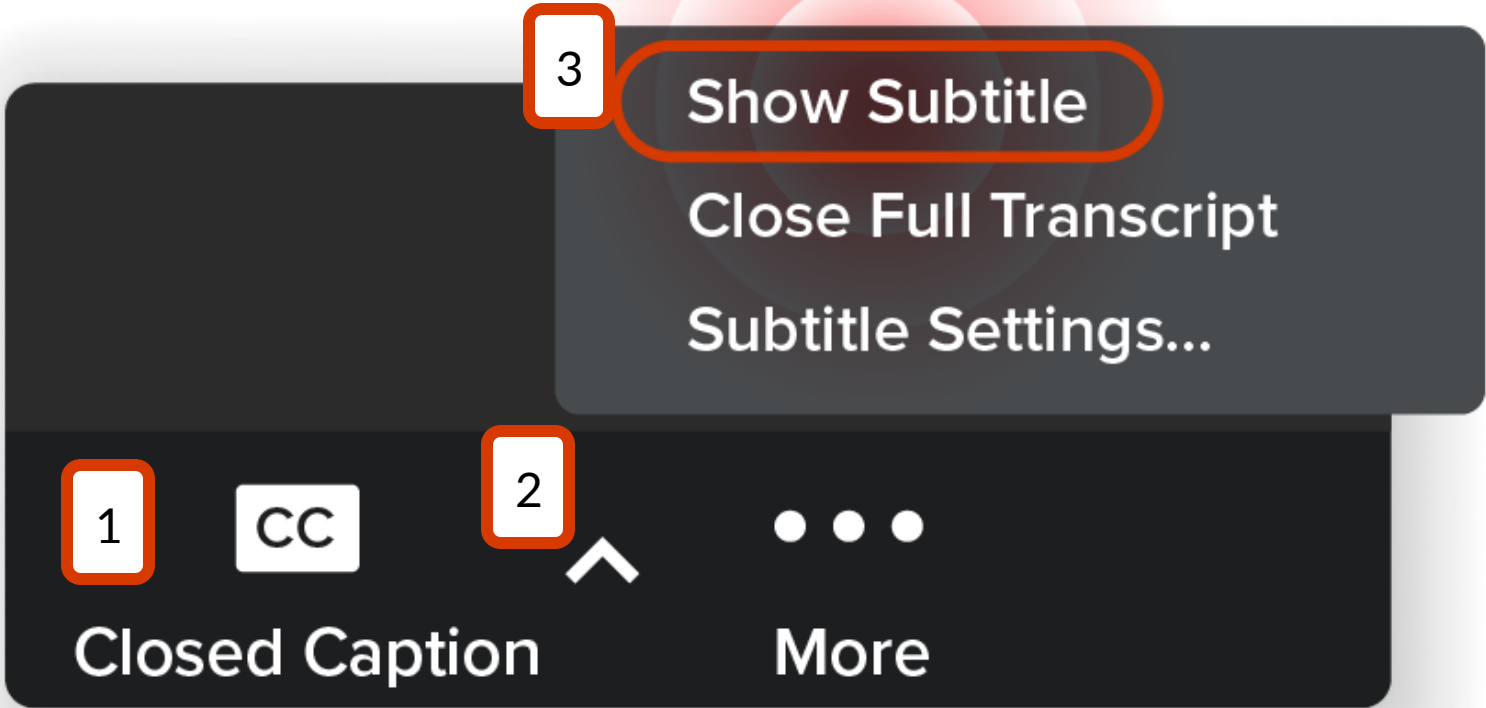 3
Show Subtitle
Close Full Transcript
Subtitle Settings...
1
CC
2
Closed Caption
More